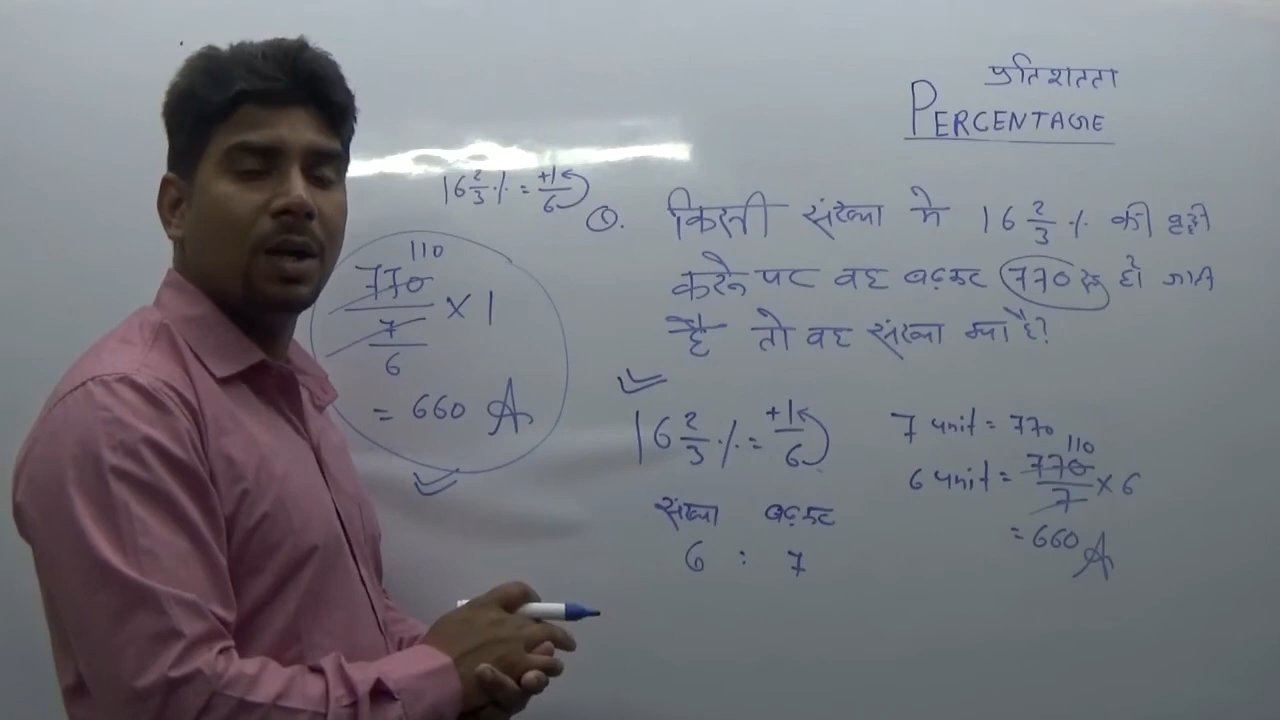 प्रतिशतता
PERCENTAGE
16 2/3 % = +1/6
Q. किसी संख्या मे 16 2/3 % की वृद्दी
करने पर वह बढ़कर 770 हो जाती
है तो वह संख्या क्या है?
110
770
7
6
× 1
= 660 A
16 2/3 % = +1/6
संख्या बढ़कर
6 : 7
7 unit = 770
110
6 unit = 770/7 × 6
= 660 A